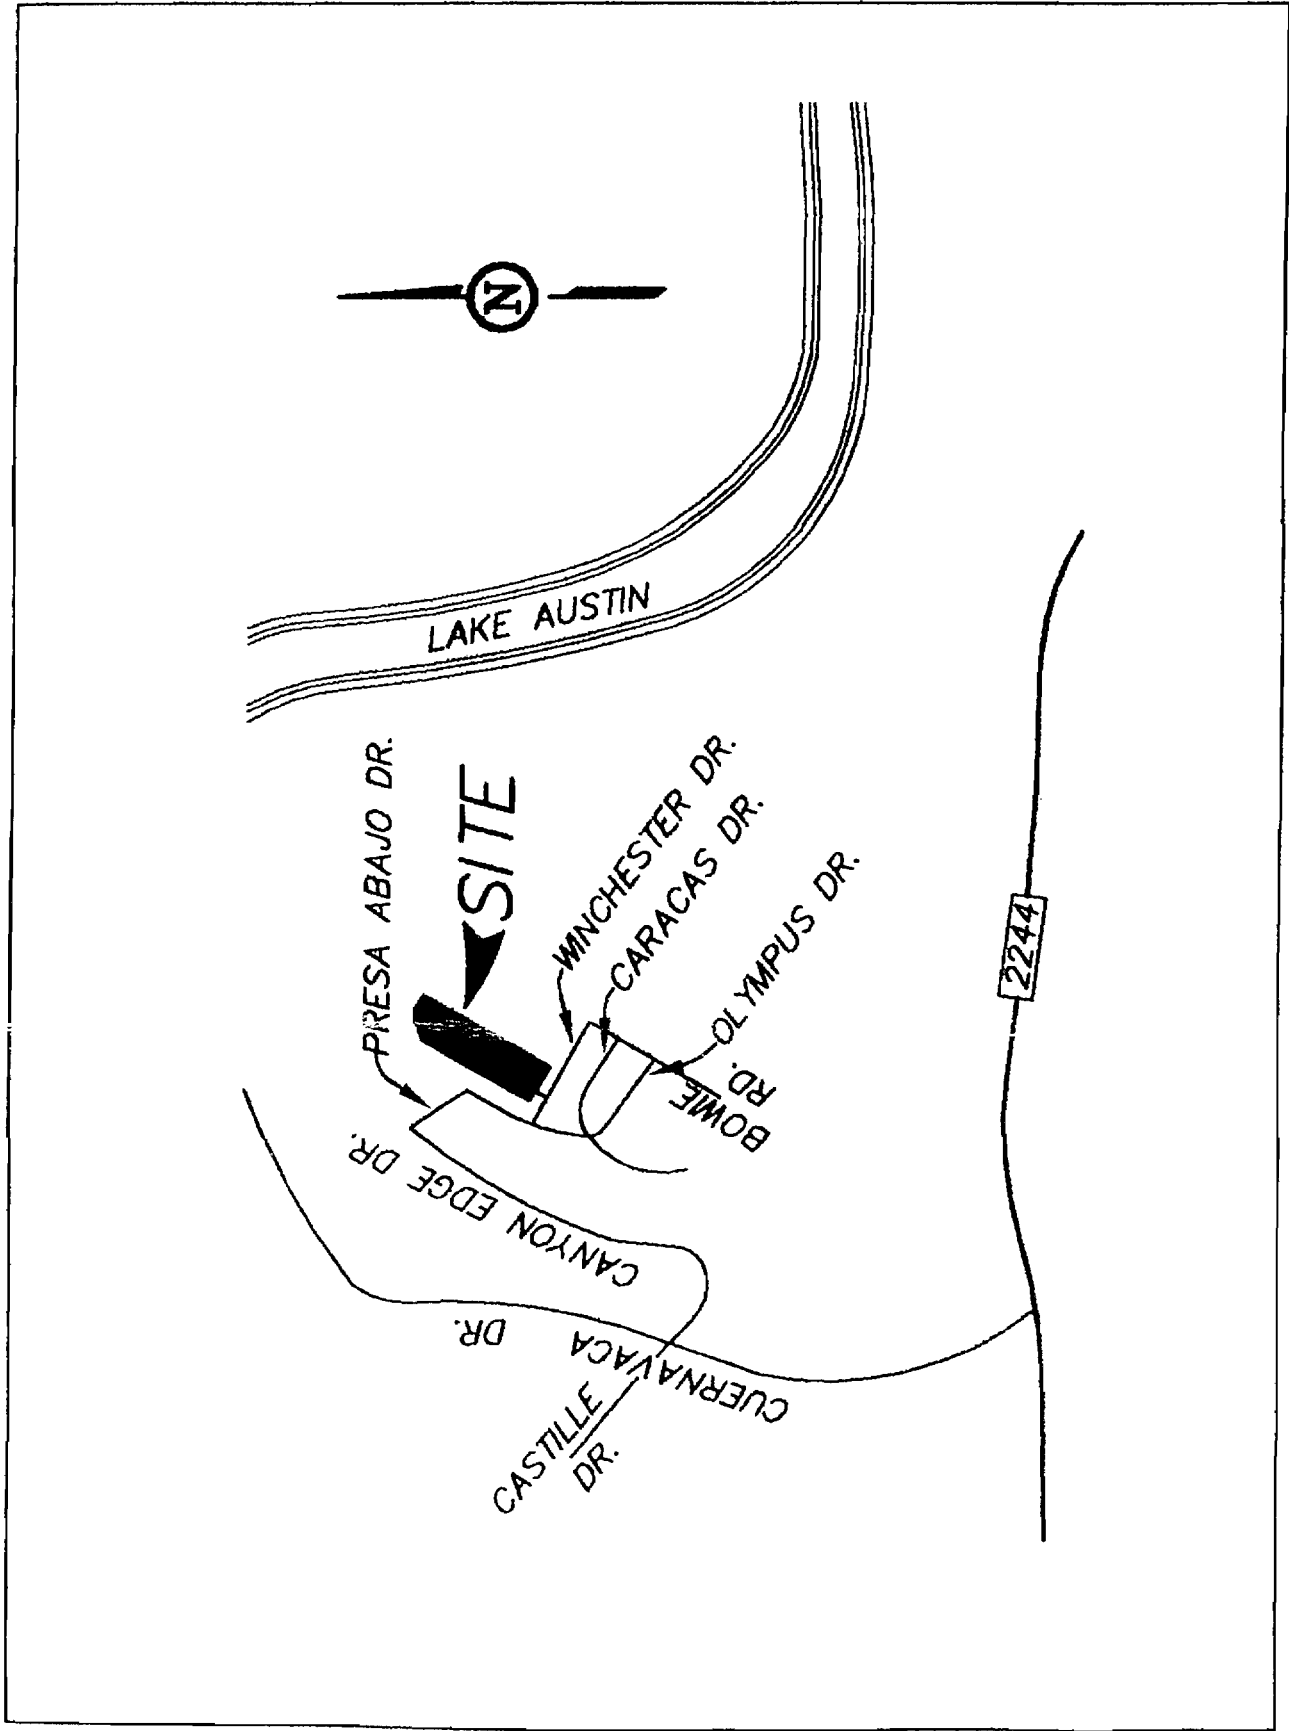 N
LAKE AUSTIN
PRESA ABAJO DR.
SITE
WINCHESTER DR.
CARACAS DR.
OLYMPUS DR.
BOWIE
RD.
CANYON EDGE DR.
CUERNAVACA DR.
CASTILLE
DR.
2244